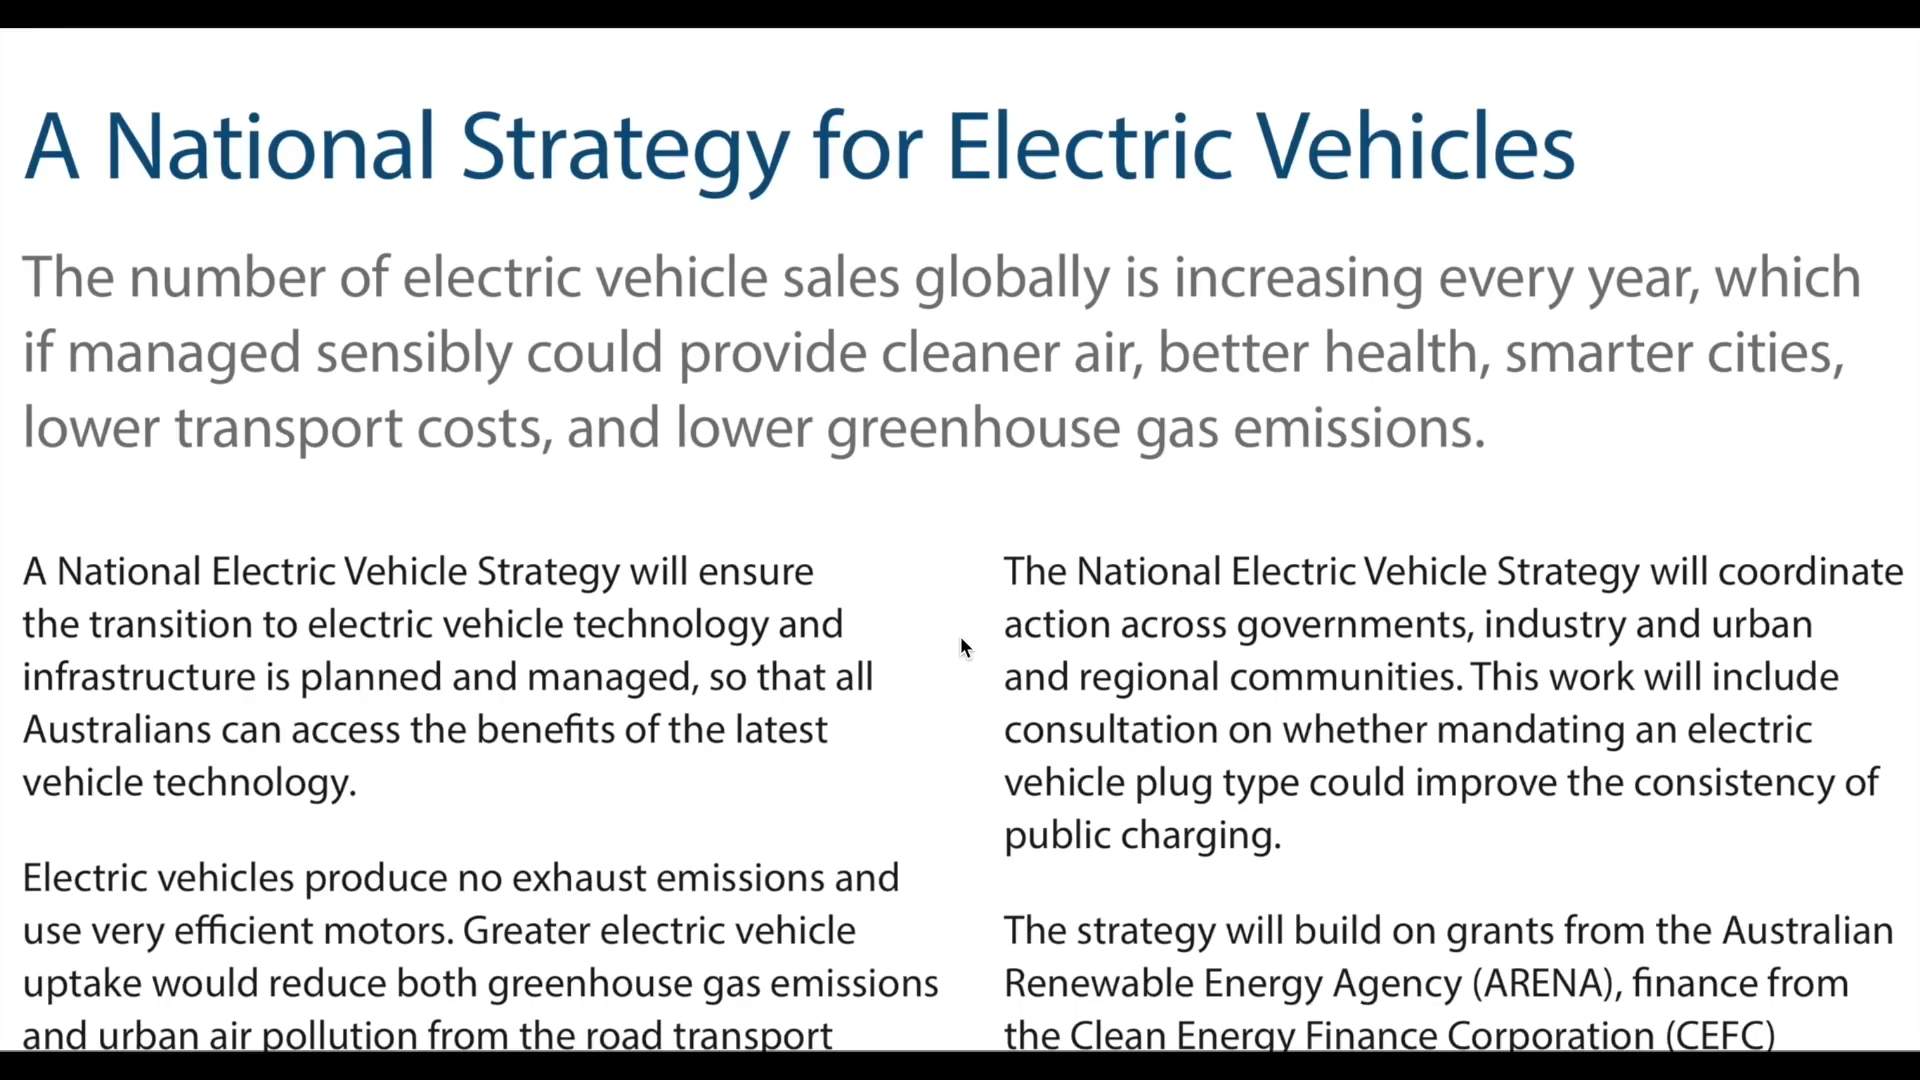 A National Strategy for Electric Vehicles
The number of electric vehicle sales globally is increasing every year, which
if managed sensibly could provide cleaner air, better health, smarter cities,
lower transport costs, and lower greenhouse gas emissions.
A National Electric Vehicle Strategy will ensure
the transition to electric vehicle technology and
infrastructure is planned and managed, so that all
Australians can access the benefits of the latest
vehicle technology.
Electric vehicles produce no exhaust emissions and
use very efficient motors. Greater electric vehicle
uptake would reduce both greenhouse gas emissions
and urban air pollution from the road transport
The National Electric Vehicle Strategy will coordinate
action across governments, industry and urban
and regional communities. This work will include
consultation on whether mandating an electric
vehicle plug type could improve the consistency of
public charging.
The strategy will build on grants from the Australian
Renewable Energy Agency (ARENA), finance from
the Clean Energy Finance Corporation (CEFC)